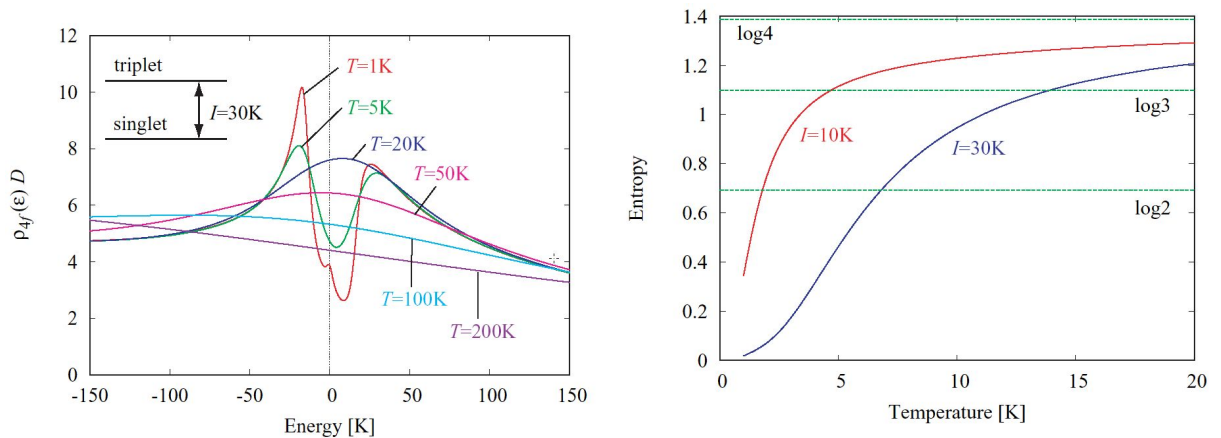 12
10
8
6
4
2
0
ρ4f(ε) D
triplet
I=30K
singlet
T=1K
T=5K
T=20K
T=50K
T=100K
T=200K
-150 -100 -50 0 50 100 150
Energy [K]
1.4
1.2
1
0.8
0.6
0.4
0.2
0
Entropy
log4
log3
I=10K
I=30K
log2
0 5 10 15 20
Temperature [K]